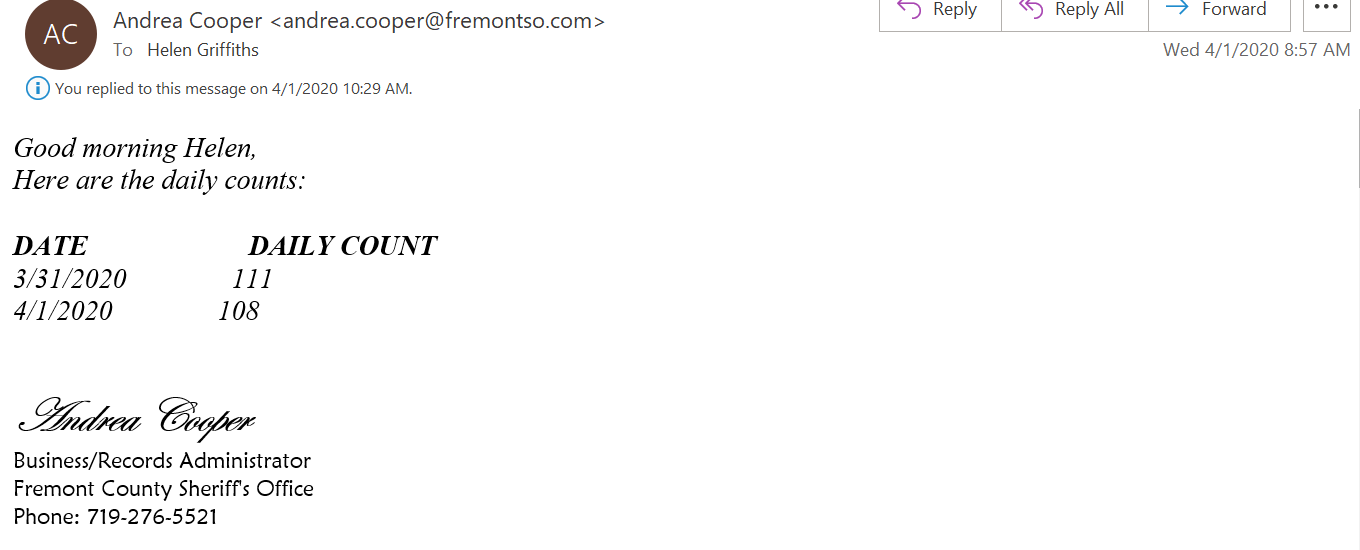 AC
Andrea Cooper <andrea.cooper@fremontso.com>
Reply Reply All Forward
To Helen Griffiths
Wed 4/1/2020 8:57 AM
You replied to this message on 4/1/2020 10:29 AM.
Good morning Helen,
Here are the daily counts:
DATE DAILY COUNT
3/31/2020 111
4/1/2020 108
Andrea Cooper
Business/Records Administrator
Fremont County Sheriff's Office
Phone: 719-276-5521